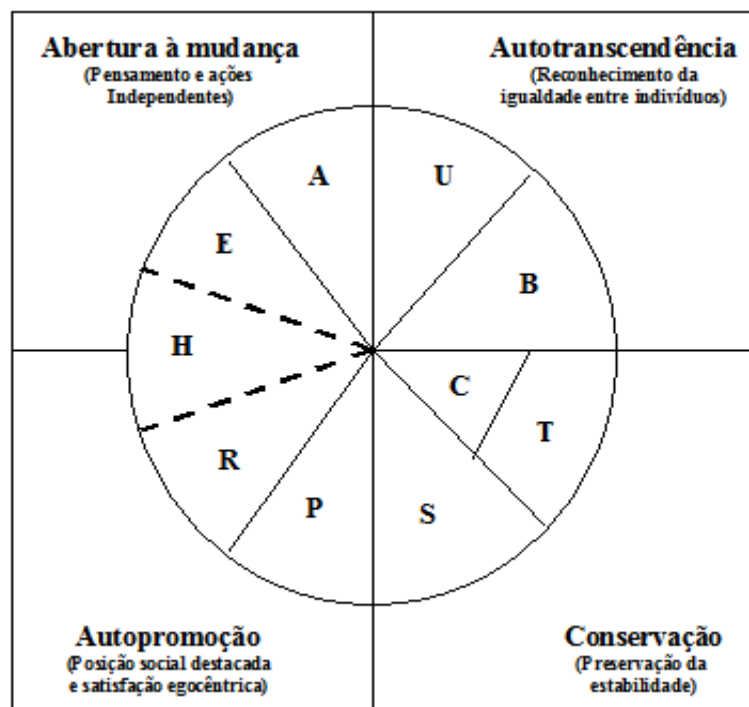 Abertura à mudança
(Pensamento e ações
Independentes)
Autotranscendência
(Reconhecimento da
igualdade entre indivíduos)
A
U
E
B
H
C
T
R
P
S
Autopromoção
(Posição social destacada
e satisfação egocêntrica)
Conservação
(Preservação da
estabilidade)